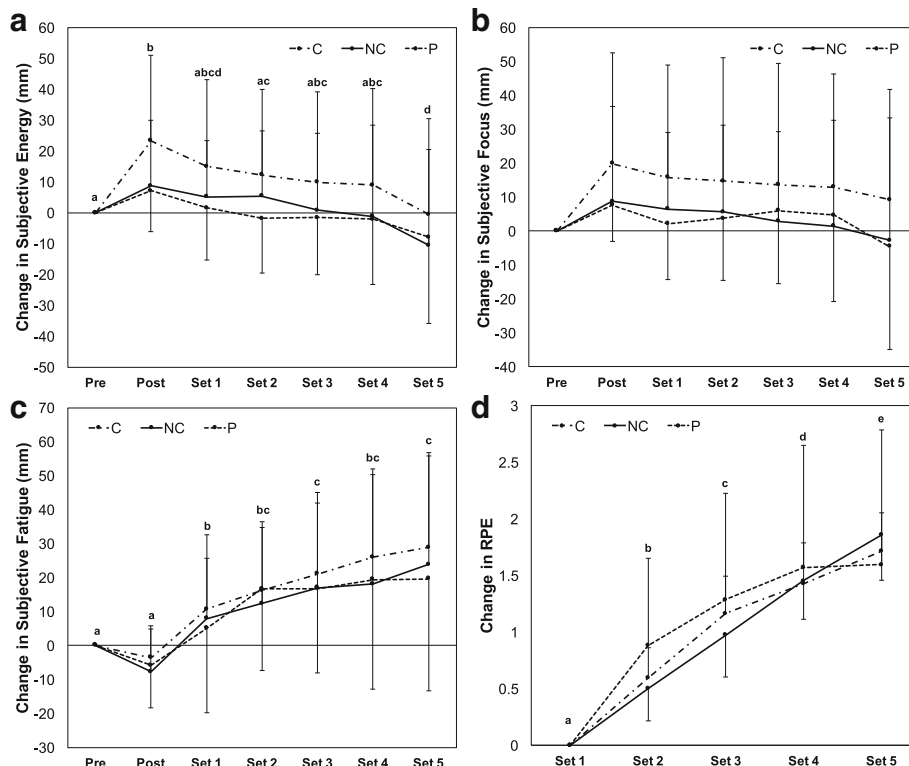 a
Change in Subjective Energy (mm)
60
50
40
30
20
10
0
-10
-20
-30
-40
-50
C NC P
a b abcd ac abc abc d
Pre Post Set 1 Set 2 Set 3 Set 4 Set 5
b
Change in Subjective Focus (mm)
60
50
40
30
20
10
0
-10
-20
-30
-40
C NC P
Pre Post Set 1 Set 2 Set 3 Set 4 Set 5
c
Change in Subjective Fatigue (mm)
70
60
50
40
30
20
10
0
-10
-20
-30
C NC P
a a b bc c bc c
Pre Post Set 1 Set 2 Set 3 Set 4 Set 5
d
Change in RPE
3
2.5
2
1.5
1
0.5
0
C NC P
a b c d e
Set 1 Set 2 Set 3 Set 4 Set 5